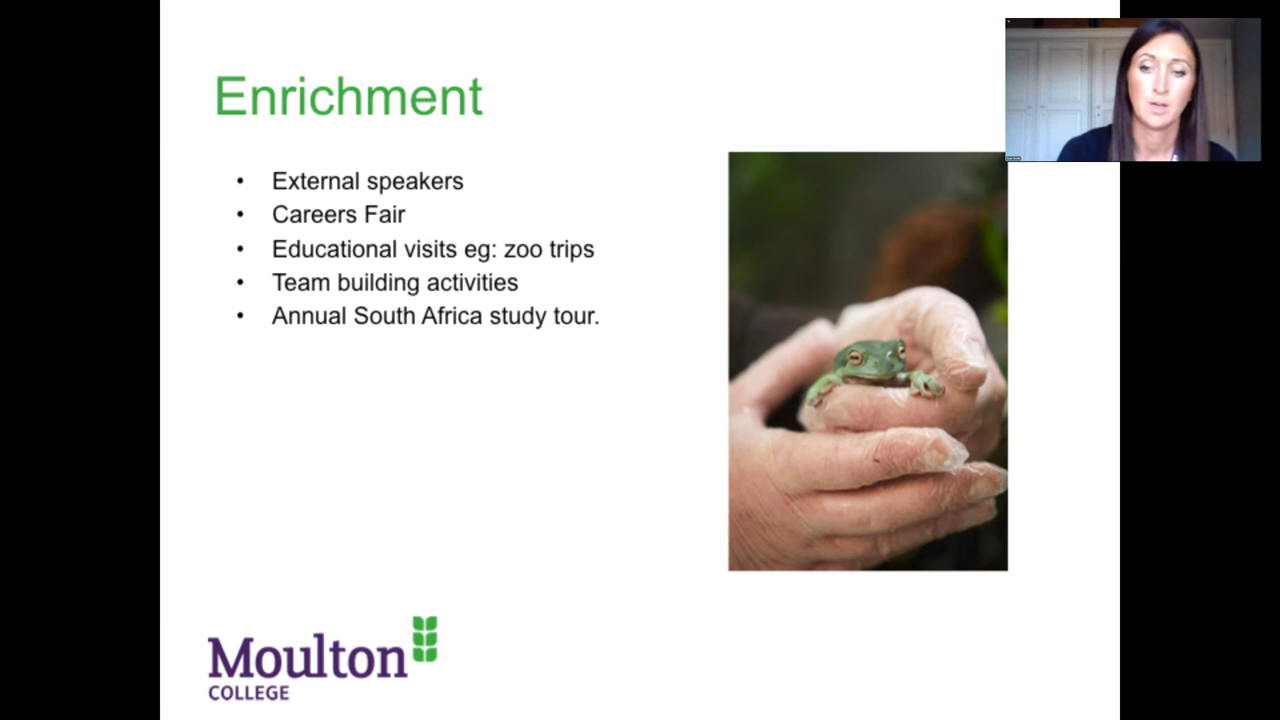 Enrichment
• External speakers
• Careers Fair
• Educational visits eg: zoo trips
• Team building activities
• Annual South Africa study tour.
Moulton
COLLEGE